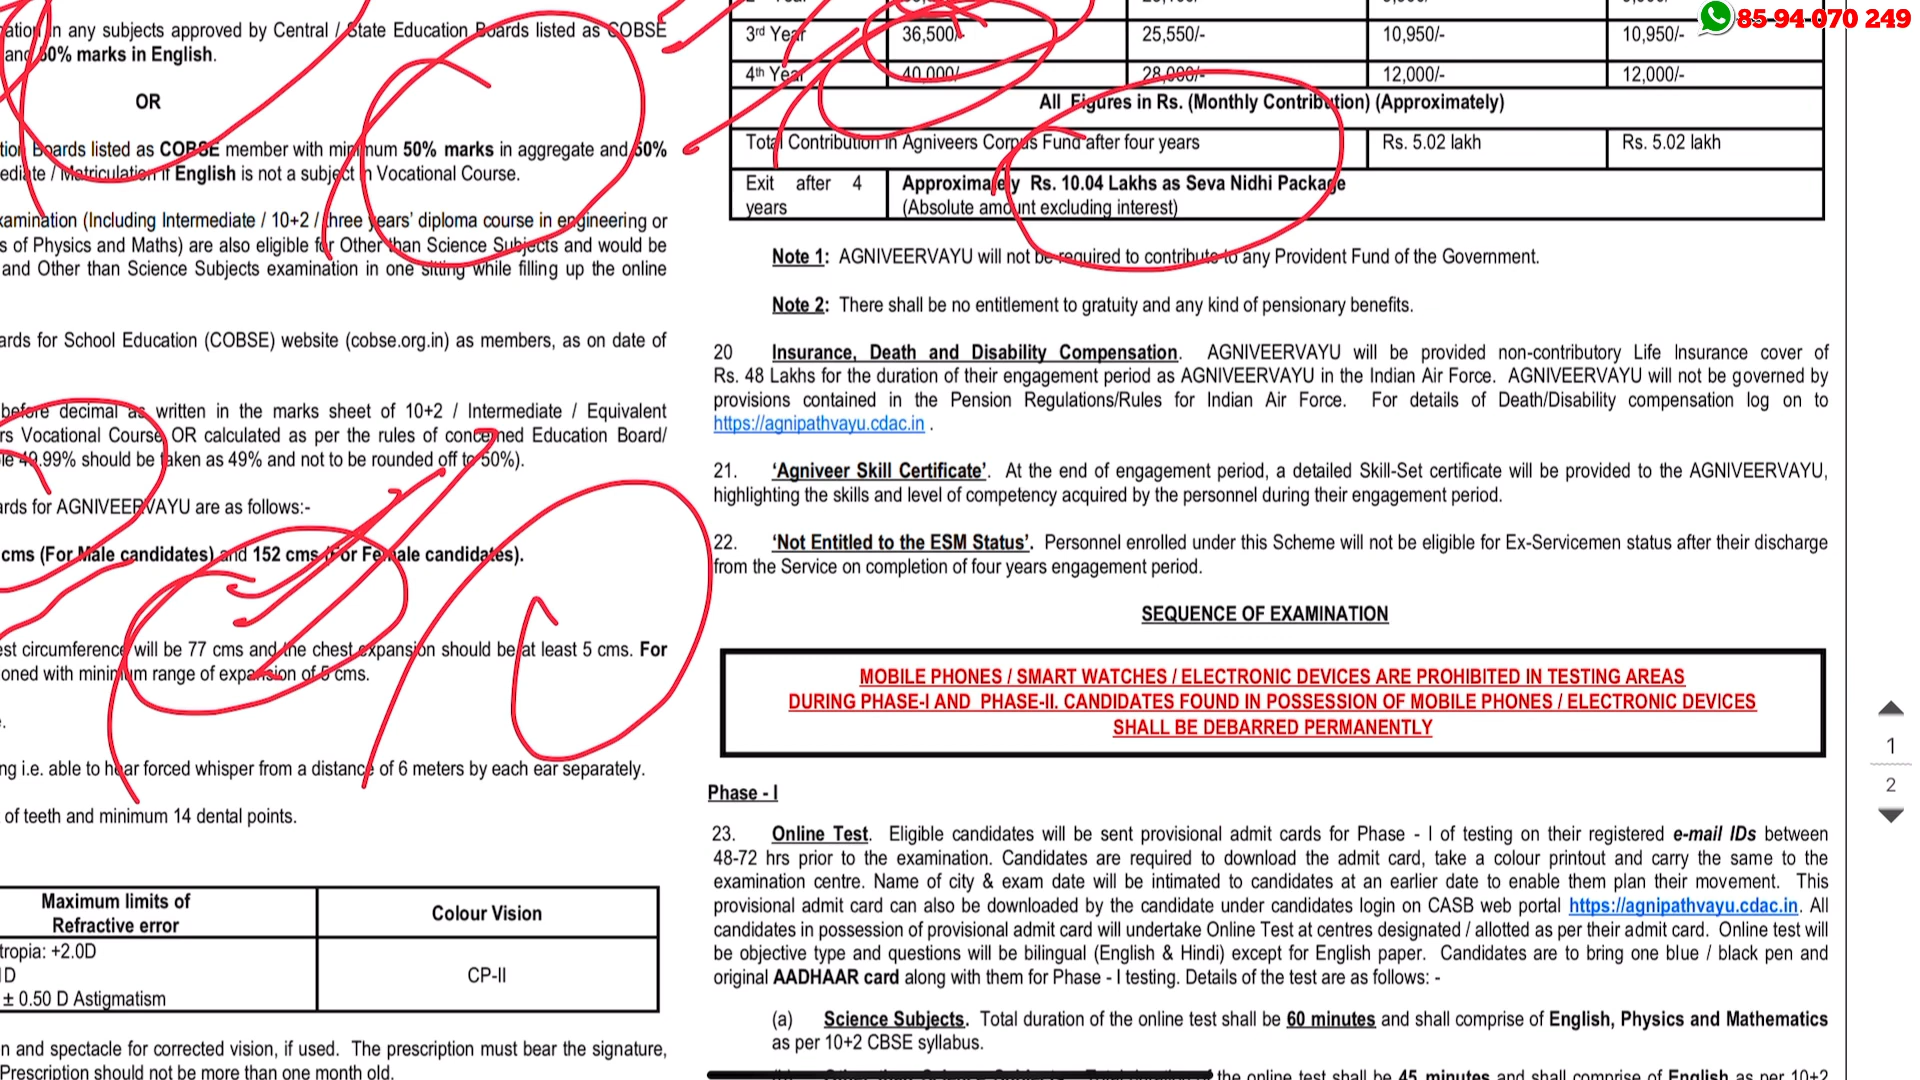 in any subjects approved by Central / State Education Boards listed as COBSE
and 50% marks in English.
OR
Boards listed as COBSE member with minimum 50% marks in aggregate and 50%
/ Matriculation if English is not a subject in Vocational Course.
(Including Intermediate / 10+2 / three years' diploma course in engineering or
s of Physics and Maths) are also eligible for Other than Science Subjects and would be
and Other than Science Subjects examination in one sitting while filling up the online
ards for School Education (COBSE) website (cobse.org.in) as members, as on date of
before decimal as written in the marks sheet of 10+2 / Intermediate / Equivalent
rs Vocational Course OR calculated as per the rules of concerned Education Board/
le 49.99% should be taken as 49% and not to be rounded off to 50%).
ards for AGNIVEERVAYU are as follows:-
cms (For Male candidates) and 152 cms (For Female candidates).
est circumference will be 77 cms and the chest expansion should be at least 5 cms. For
oned with minimum range of expansion of 5 cms.
ng i.e. able to hear forced whisper from a distance of 6 meters by each ear separately.
of teeth and minimum 14 dental points.
Maximum limits of
Refractive error
Colour Vision
tropia: +2.0D
1D
± 0.50 D Astigmatism
CP-II
n and spectacle for corrected vision, if used. The prescription must bear the signature,
Prescription should not be more than one month old.
85 94 070 249
3rd Year 36,500/- 25,550/- 10,950/- 10,950/-
4th Year 40,000/- 28,000/- 12,000/- 12,000/-
All Figures in Rs. (Monthly Contribution) (Approximately)
Total Contribution in Agniveers Corpus Fund after four years Rs. 5.02 lakh Rs. 5.02 lakh
Exit after 4 years
Approximately Rs. 10.04 Lakhs as Seva Nidhi Package
(Absolute amount excluding interest)
Note 1: AGNIVEERVAYU will not be required to contribute to any Provident Fund of the Government.
Note 2: There shall be no entitlement to gratuity and any kind of pensionary benefits.
20 Insurance, Death and Disability Compensation. AGNIVEERVAYU will be provided non-contributory Life Insurance cover of
Rs. 48 Lakhs for the duration of their engagement period as AGNIVEERVAYU in the Indian Air Force. AGNIVEERVAYU will not be governed by
provisions contained in the Pension Regulations/Rules for Indian Air Force. For details of Death/Disability compensation log on to
https://agnipathvayu.cdac.in .
21. 'Agniveer Skill Certificate'. At the end of engagement period, a detailed Skill-Set certificate will be provided to the AGNIVEERVAYU,
highlighting the skills and level of competency acquired by the personnel during their engagement period.
22. 'Not Entitled to the ESM Status'. Personnel enrolled under this Scheme will not be eligible for Ex-Servicemen status after their discharge
from the Service on completion of four years engagement period.
SEQUENCE OF EXAMINATION
MOBILE PHONES / SMART WATCHES / ELECTRONIC DEVICES ARE PROHIBITED IN TESTING AREAS
DURING PHASE-I AND PHASE-II. CANDIDATES FOUND IN POSSESSION OF MOBILE PHONES / ELECTRONIC DEVICES
SHALL BE DEBARRED PERMANENTLY
Phase - I
23. Online Test. Eligible candidates will be sent provisional admit cards for Phase - I of testing on their registered e-mail IDs between
48-72 hrs prior to the examination. Candidates are required to download the admit card, take a colour printout and carry the same to the
examination centre. Name of city & exam date will be intimated to candidates at an earlier date to enable them plan their movement. This
provisional admit card can also be downloaded by the candidate under candidates login on CASB web portal https://agnipathvayu.cdac.in. All
candidates in possession of provisional admit card will undertake Online Test at centres designated / allotted as per their admit card. Online test will
be objective type and questions will be bilingual (English & Hindi) except for English paper. Candidates are to bring one blue / black pen and
original AADHAAR card along with them for Phase - I testing. Details of the test are as follows: -
(a) Science Subjects. Total duration of the online test shall be 60 minutes and shall comprise of English, Physics and Mathematics
as per 10+2 CBSE syllabus.
the online test shall be 45 minutes and shall comprise of English as per 10+2
1
2